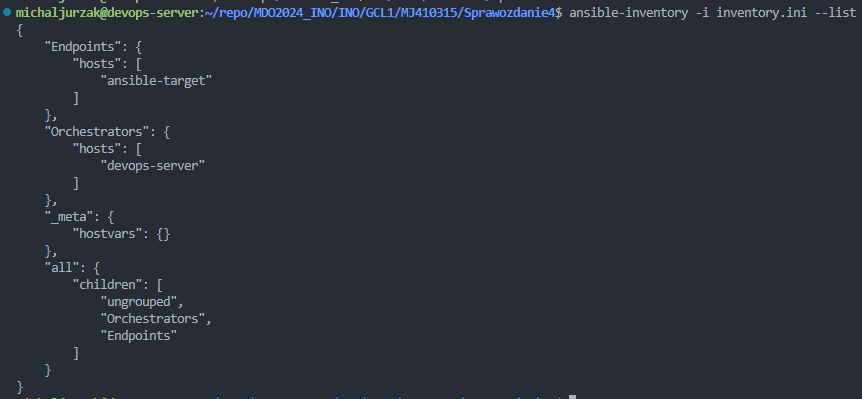 michaljurzak@devops-server:~/repo/MDO2024_INO/INO/GCL1/MJ410315/Sprawozdanie4$ ansible-inventory -i inventory.ini --list
{
    "Endpoints": {
        "hosts": [
            "ansible-target"
        ]
    },
    "Orchestrators": {
        "hosts": [
            "devops-server"
        ]
    },
    "_meta": {
        "hostvars": {}
    },
    "all": {
        "children": [
            "ungrouped",
            "Orchestrators",
            "Endpoints"
        ]
    }
}